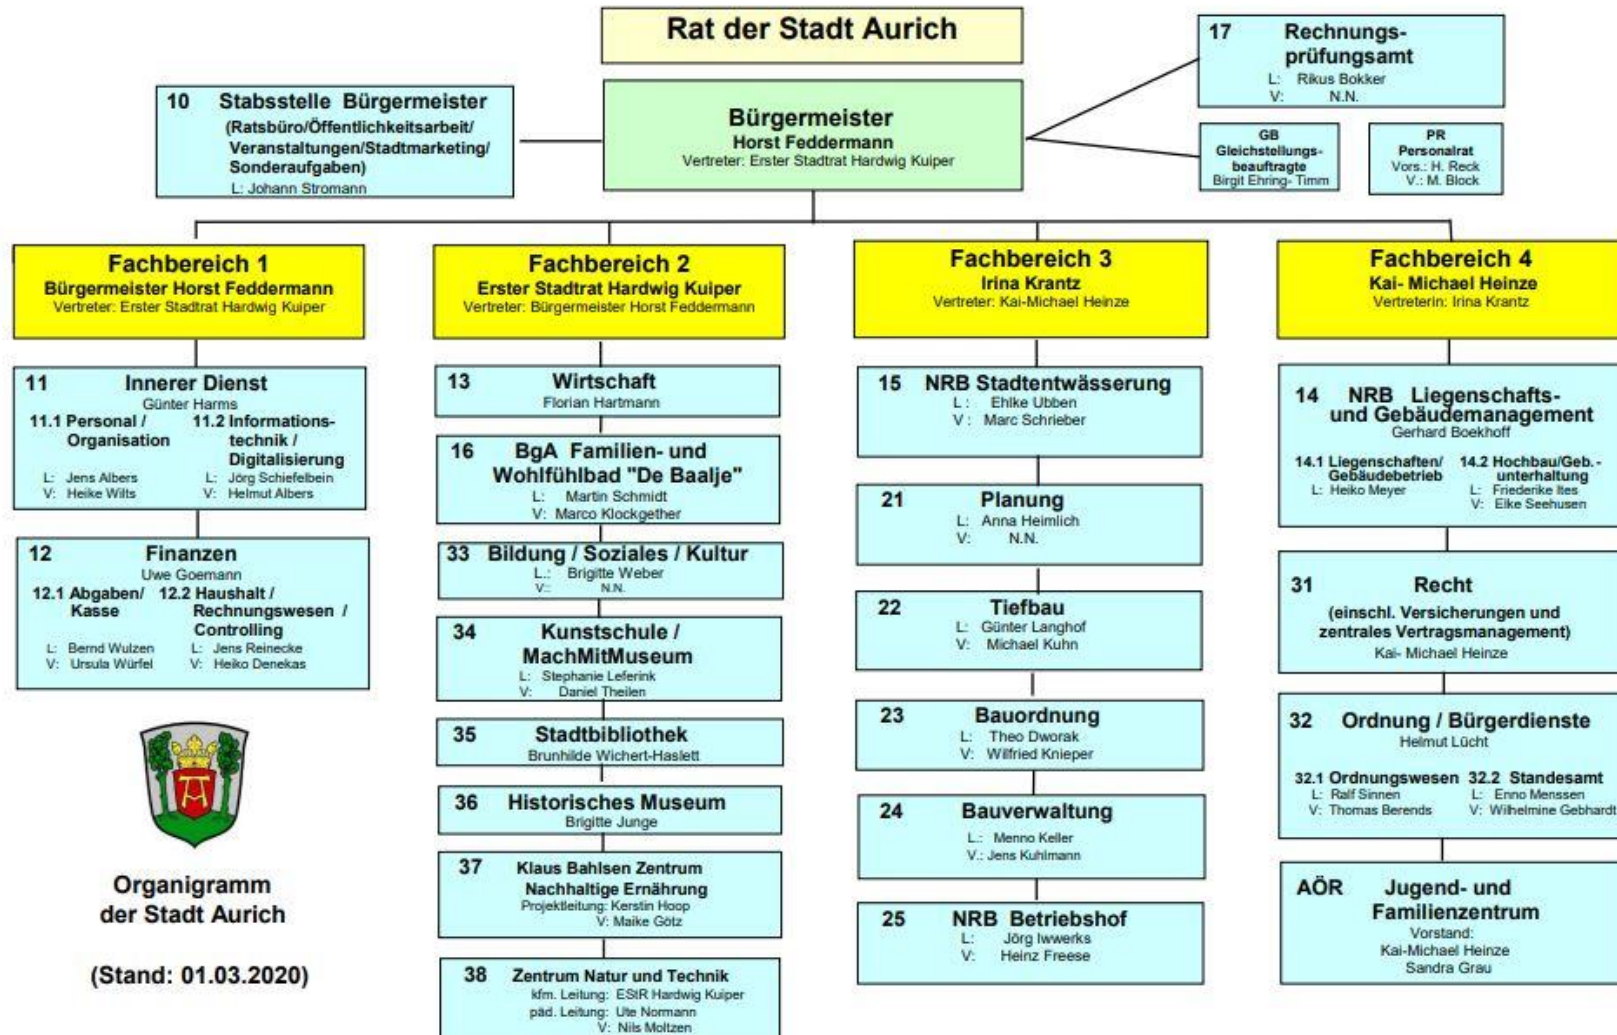 Rat der Stadt Aurich
17 Rechnungs-
prüfungsamt
L: Rikus Bokker
V: N.N.
10 Stabsstelle Bürgermeister
(Ratsbüro/Öffentlichkeitsarbeit/
Veranstaltungen/Stadtmarketing/
Sonderaufgaben)
L: Johann Stromann
Bürgermeister
Horst Feddermann
Vertreter: Erster Stadtrat Hardwig Kuiper
GB
Gleichstellungs-
beauftragte
Birgit Ehring- Timm
PR
Personalrat
Vors.: H. Reck
V.: M. Block
Fachbereich 1
Bürgermeister Horst Feddermann
Vertreter: Erster Stadtrat Hardwig Kuiper
11 Innerer Dienst
Günter Harms
11.1 Personal /
Organisation
L: Jens Albers
V: Heike Wilts
11.2 Informations-
technik /
Digitalisierung
L: Jörg Schiefelbein
V: Helmut Albers
12 Finanzen
Uwe Goemann
12.1 Abgaben/
Kasse
L: Bernd Wulzen
V: Ursula Würfel
12.2 Haushalt /
Rechnungswesen /
Controlling
L: Jens Reinecke
V: Heiko Denekas
Organigramm
der Stadt Aurich
(Stand: 01.03.2020)
Fachbereich 2
Erster Stadtrat Hardwig Kuiper
Vertreter: Bürgermeister Horst Feddermann
13 Wirtschaft
Florian Hartmann
16 BgA Familien- und
Wohlfühlbad "De Baalje"
L: Martin Schmidt
V: Marco Klockgether
33 Bildung / Soziales / Kultur
L.: Brigitte Weber
V.: N.N.
34 Kunstschule /
MachMitMuseum
L: Stephanie Leferink
V: Daniel Theilen
35 Stadtbibliothek
Brunhilde Wichert-Haslett
36 Historisches Museum
Brigitte Junge
37 Klaus Bahlsen Zentrum
Nachhaltige Ernährung
Projektleitung: Kerstin Hoop
V: Maike Götz
38 Zentrum Natur und Technik
kfm. Leitung: EStR Hardwig Kuiper
päd. Leitung: Ute Normann
V: Nils Moltzen
Fachbereich 3
Irina Krantz
Vertreter: Kai-Michael Heinze
15 NRB Stadtentwässerung
L : Ehlke Ubben
V : Marc Schrieber
21 Planung
L: Anna Heimlich
V: N.N.
22 Tiefbau
L: Günter Langhof
V: Michael Kuhn
23 Bauordnung
L: Theo Dworak
V: Wilfried Knieper
24 Bauverwaltung
L.: Menno Keller
V.: Jens Kuhlmann
25 NRB Betriebshof
L: Jörg Iwwerks
V: Heinz Freese
Fachbereich 4
Kai- Michael Heinze
Vertreterin: Irina Krantz
14 NRB Liegenschafts-
und Gebäudemanagement
Gerhard Boekhoff
14.1 Liegenschaften/
Gebäudebetrieb
L: Heiko Meyer
14.2 Hochbau/Geb.-
unterhaltung
L: Friederike Ites
V: Elke Seehusen
31 Recht
(einschl. Versicherungen und
zentrales Vertragsmanagement)
Kai- Michael Heinze
32 Ordnung / Bürgerdienste
Helmut Lücht
32.1 Ordnungswesen
L: Ralf Sinnen
V: Thomas Berends
32.2 Standesamt
L: Enno Menssen
V: Wilhelmine Gebhardt
AÖR Jugend- und
Familienzentrum
Vorstand:
Kai-Michael Heinze
Sandra Grau